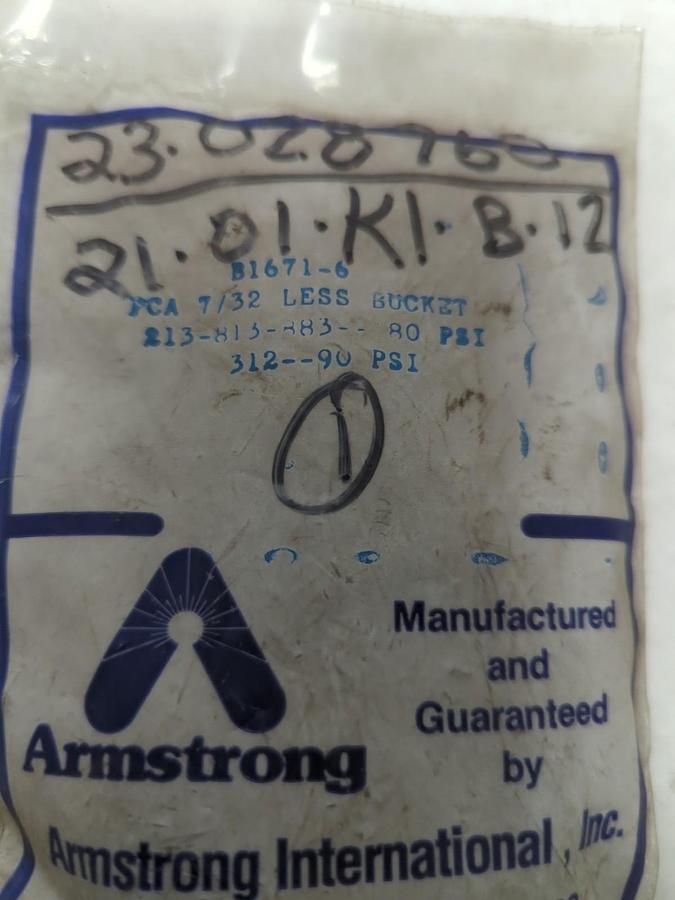 23.028760
21.01.K1.B.12
B1671-6
PCA 7/32 LESS BUCKET
213-813-883-- 80 PSI
312--90 PSI
1
Armstrong
Manufactured
and
Guaranteed
by
Armstrong International, Inc.